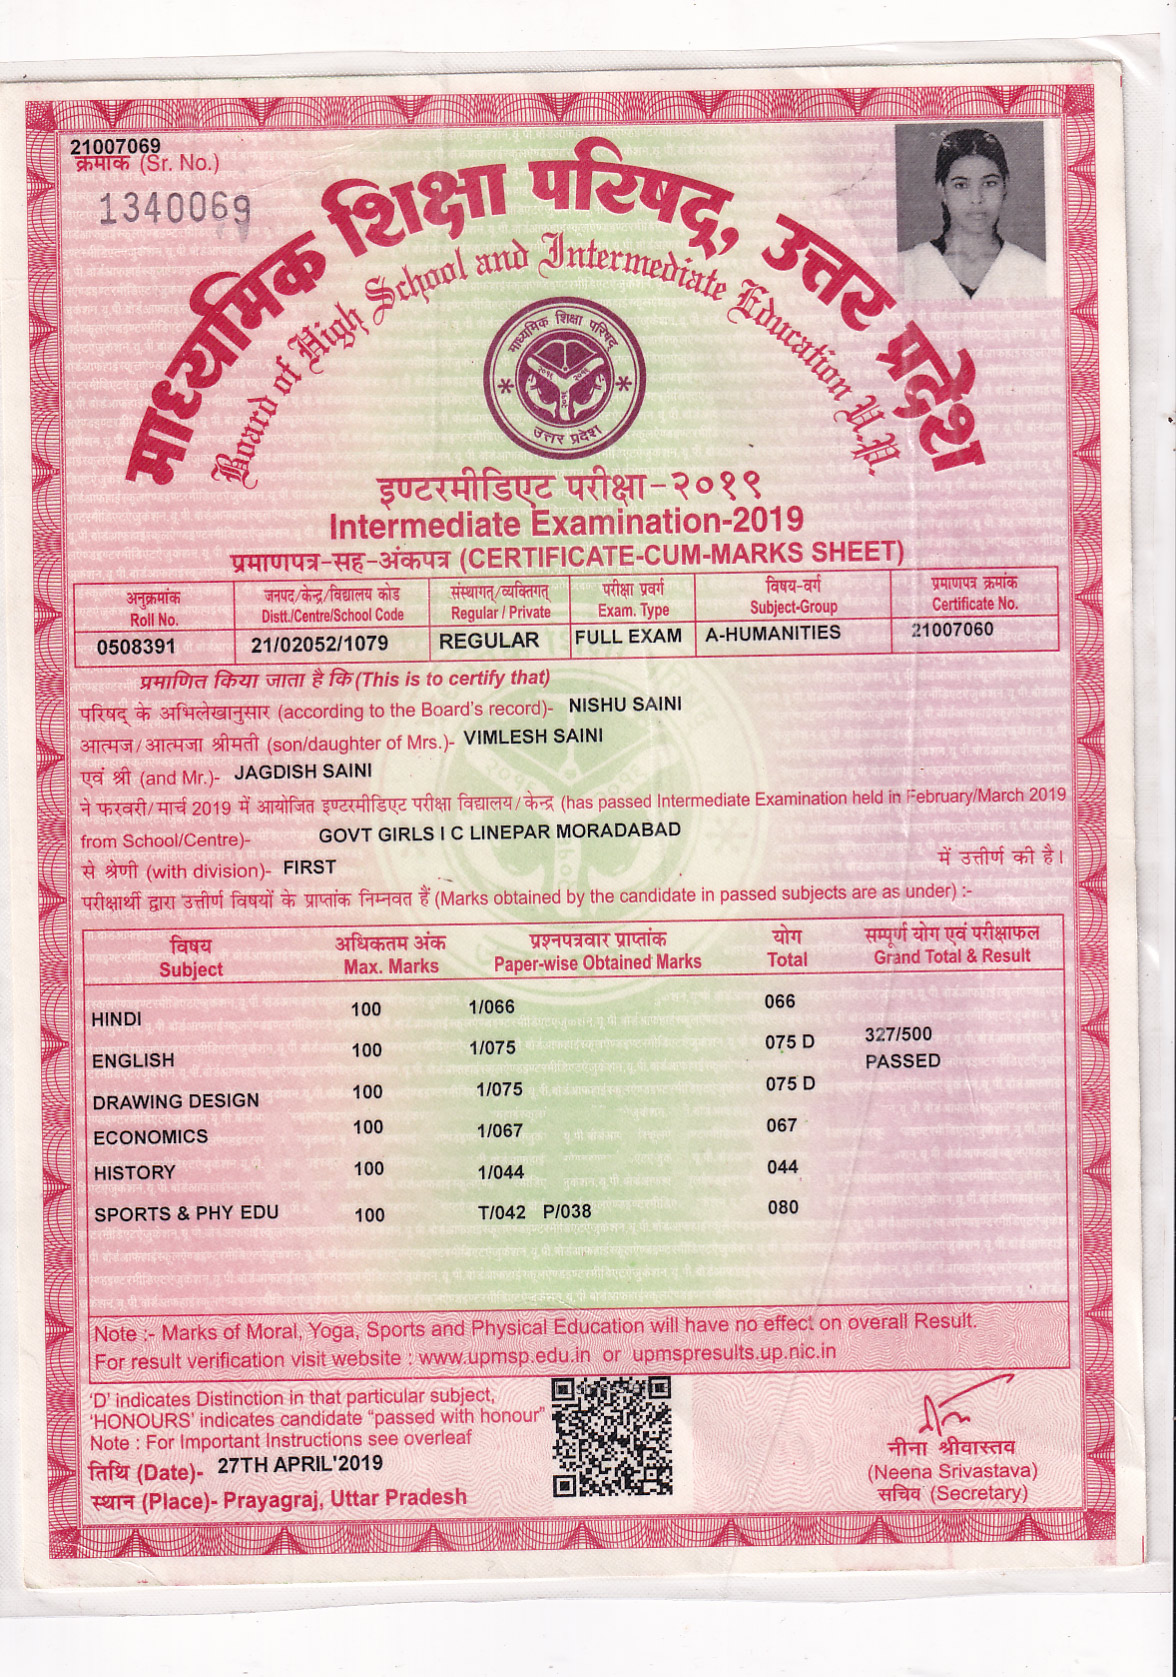 21007069
क्रमांक (Sr. No.)
1340069
माध्यमिक शिक्षा परिषद्, उत्तर प्रदेश
Board of High School and Intermediate Education U.P.
माध्यमिक शिक्षा परिषद्
उत्तर प्रदेश
इण्टरमीडिएट परीक्षा-२०१९
Intermediate Examination-2019
प्रमाणपत्र-सह-अंकपत्र (CERTIFICATE-CUM-MARKS SHEET)
अनुक्रमांक जनपद/केन्द्र/विद्यालय कोड संस्थागत्/व्यक्तिगत् परीक्षा प्रवर्ग विषय-वर्ग प्रमाणपत्र क्रमांक
Roll No. Distt./Centre/School Code Regular / Private Exam. Type Subject-Group Certificate No.
0508391 21/02052/1079 REGULAR FULL EXAM A-HUMANITIES 21007060
प्रमाणित किया जाता है कि (This is to certify that)
परिषद् के अभिलेखानुसार (according to the Board's record)- NISHU SAINI
आत्मज/आत्मजा श्रीमती (son/daughter of Mrs.)- VIMLESH SAINI
एवं श्री (and Mr.)- JAGDISH SAINI
ने फरवरी/मार्च 2019 में आयोजित इण्टरमीडिएट परीक्षा विद्यालय/केन्द्र (has passed Intermediate Examination held in February/March 2019
from School/Centre)- GOVT GIRLS I C LINEPAR MORADABAD
से श्रेणी (with division)- FIRST में उत्तीर्ण की है।
परीक्षार्थी द्वारा उत्तीर्ण विषयों के प्राप्तांक निम्नवत हैं (Marks obtained by the candidate in passed subjects are as under) :-
विषय अधिकतम अंक प्रश्नपत्रवार प्राप्तांक योग सम्पूर्ण योग एवं परीक्षाफल
Subject Max. Marks Paper-wise Obtained Marks Total Grand Total & Result
HINDI 100 1/066 066
ENGLISH 100 1/075 075 D 327/500
PASSED
DRAWING DESIGN 100 1/075 075 D
ECONOMICS 100 1/067 067
HISTORY 100 1/044 044
SPORTS & PHY EDU 100 T/042 P/038 080
Note :- Marks of Moral, Yoga, Sports and Physical Education will have no effect on overall Result.
For result verification visit website : www.upmsp.edu.in or upmspresults.up.nic.in
'D' indicates Distinction in that particular subject,
'HONOURS' indicates candidate "passed with honour"
Note : For Important Instructions see overleaf
तिथि (Date)- 27TH APRIL'2019
स्थान (Place)- Prayagraj, Uttar Pradesh
नीना श्रीवास्तव
(Neena Srivastava)
सचिव (Secretary)